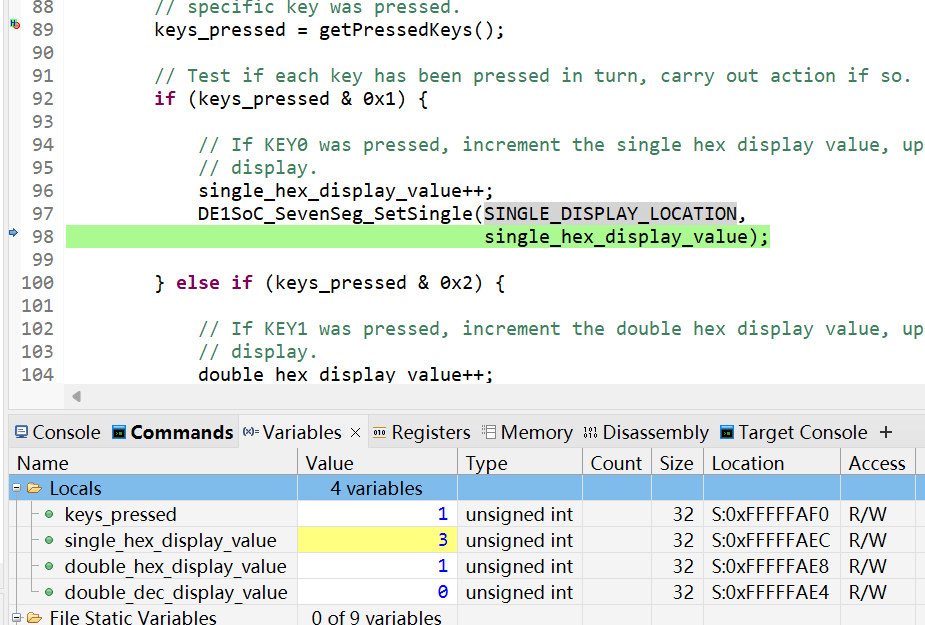 88 // specific key was pressed.
89 keys_pressed = getPressedKeys();
90
91 // Test if each key has been pressed in turn, carry out action if so.
92 if (keys_pressed & 0x1) {
93
94 // If KEY0 was pressed, increment the single hex display value, up
95 // display.
96 single_hex_display_value++;
97 DE1SoC_SevenSeg_SetSingle(SINGLE_DISPLAY_LOCATION,
98 single_hex_display_value);
99
100 } else if (keys_pressed & 0x2) {
101
102 // If KEY1 was pressed, increment the double hex display value, up
103 // display.
104 double_hex_display_value++;
Console Commands (x)= Variables Registers Memory Disassembly Target Console
Name Value Type Count Size Location Access
Locals 4 variables
keys_pressed 1 unsigned int 32 S:0xFFFFFAF0 R/W
single_hex_display_value 3 unsigned int 32 S:0xFFFFFAEC R/W
double_hex_display_value 1 unsigned int 32 S:0xFFFFFAE8 R/W
double_dec_display_value 0 unsigned int 32 S:0xFFFFFAE4 R/W
File Static Variables 0 of 9 variables